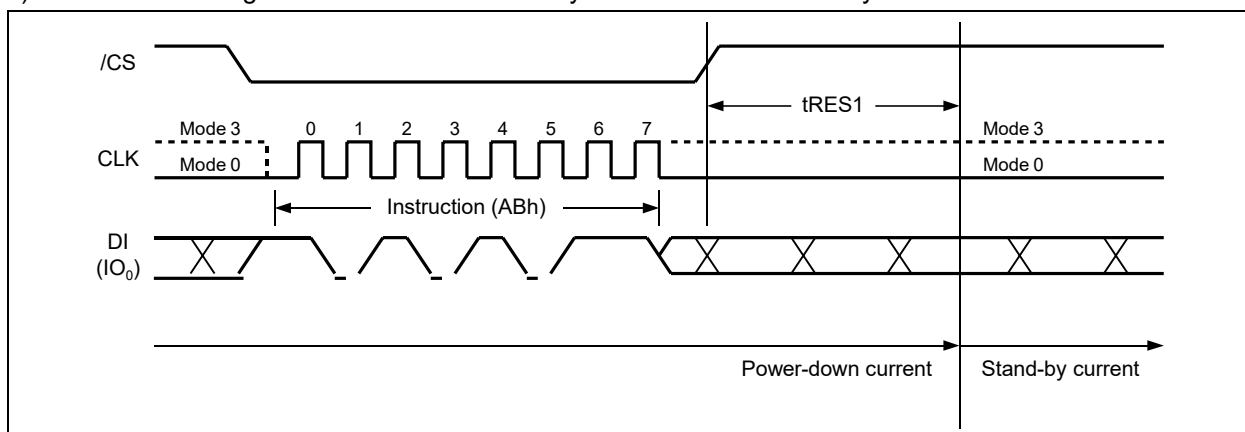 /CS
tRES1
Mode 3 0 1 2 3 4 5 6 7 Mode 3
CLK
Mode 0 Mode 0
Instruction (ABh)
DI
(IO₀)
Power-down current Stand-by current